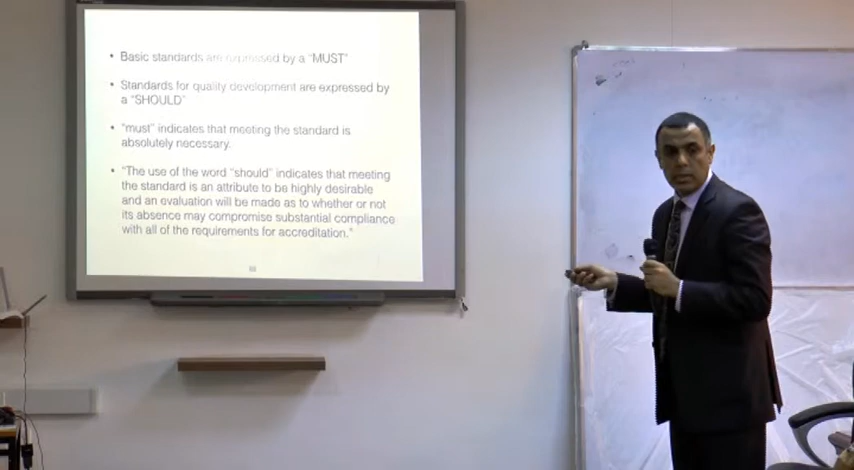 • Basic standards are expressed by a "MUST"
• Standards for quality development are expressed by
a "SHOULD"
• "must" indicates that meeting the standard is
absolutely necessary.
• "The use of the word "should" indicates that meeting
the standard is an attribute to be highly desirable
and an evaluation will be made as to whether or not
its absence may compromise substantial compliance
with all of the requirements for accreditation."